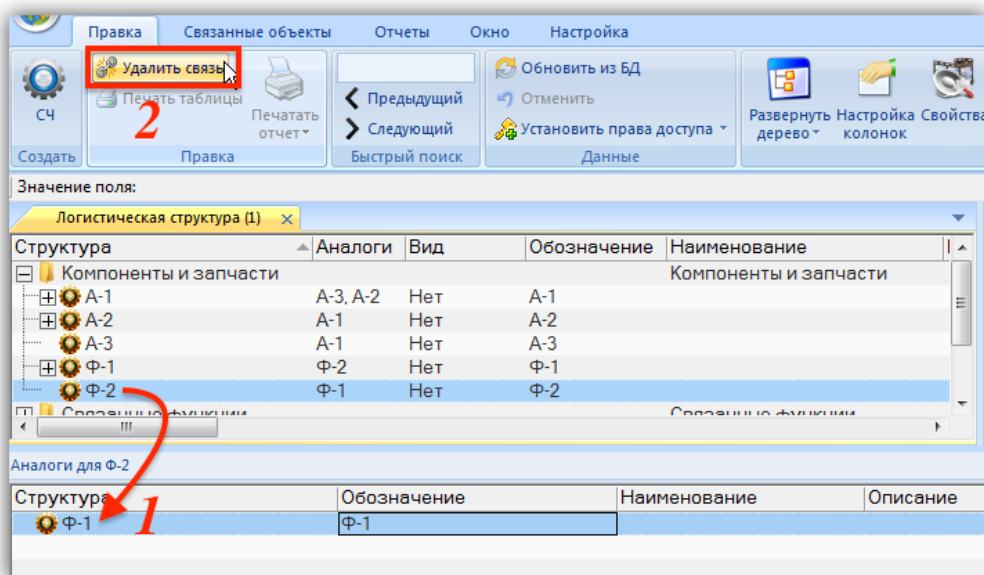 Правка Связанные объекты Отчеты Окно Настройка
СЧ
Создать
Удалить связь
Печать таблицы
2
Печатать отчет
Правка
Предыдущий
Следующий
Быстрый поиск
Обновить из БД
Отменить
Установить права доступа
Данные
Развернуть дерево
Настройка колонок
Свойства
Значение поля:
Логистическая структура (1)
Структура Аналоги Вид Обозначение Наименование
Компоненты и запчасти Компоненты и запчасти
А-1 А-3, А-2 Нет А-1
А-2 А-1 Нет А-2
А-3 А-1 Нет А-3
Ф-1 Ф-2 Нет Ф-1
Ф-2 Ф-1 Нет Ф-2
Связанные функции Связанные функции
Аналоги для Ф-2
Структура Обозначение Наименование Описание
Ф-1 Ф-1
1